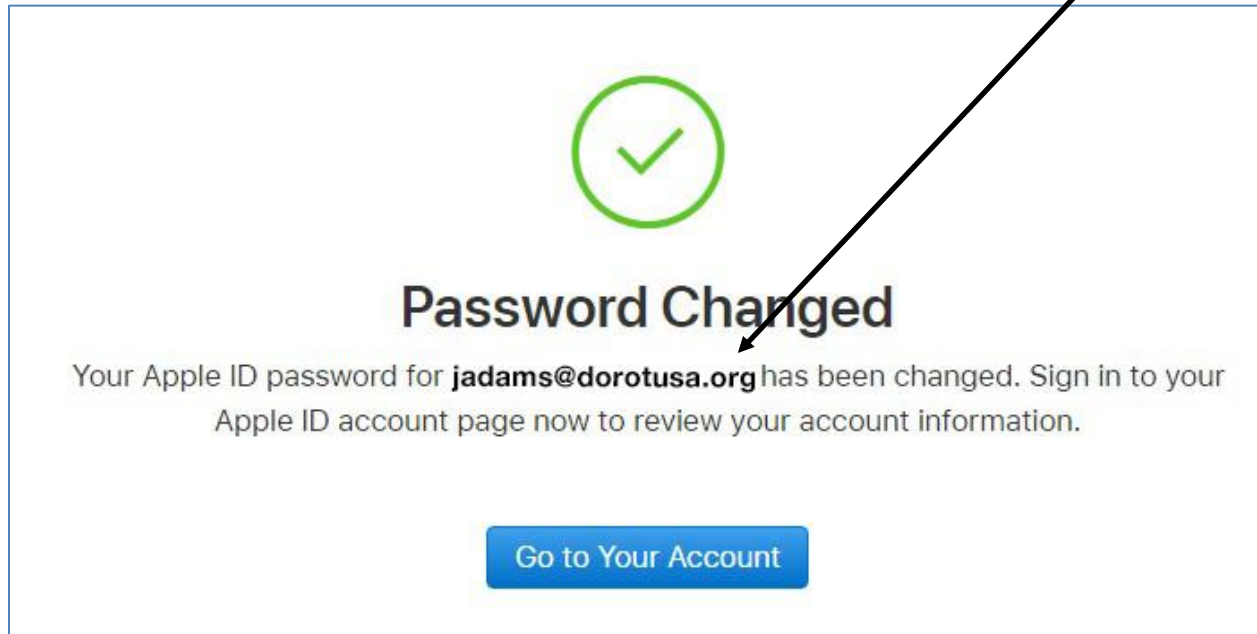 Password Changed
Your Apple ID password for jadams@dorotusa.org has been changed. Sign in to your
Apple ID account page now to review your account information.
Go to Your Account